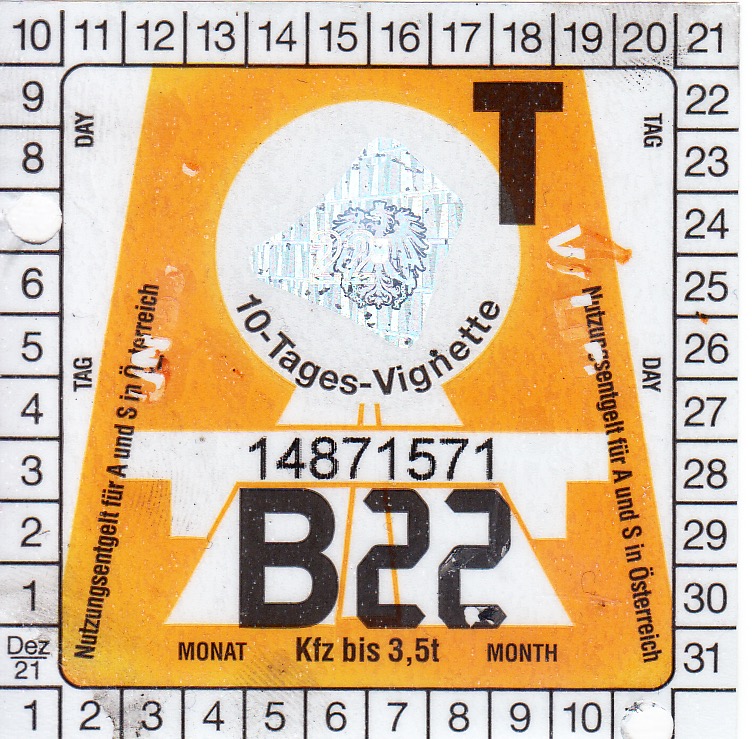 10 11 12 13 14 15 16 17 18 19 20 21
9
8
6
5
4
3
2
1
Dez
21
22
23
24
25
26
27
28
29
30
31
1 2 3 4 5 6 7 8 9 10
DAY
TAG
TAG
DAY
T
10-Tages-Vignette
Nutzungsentgelt für A und S in Österreich
Nutzungsentgelt für A und S in Österreich
14871571
B22
MONAT Kfz bis 3,5t MONTH